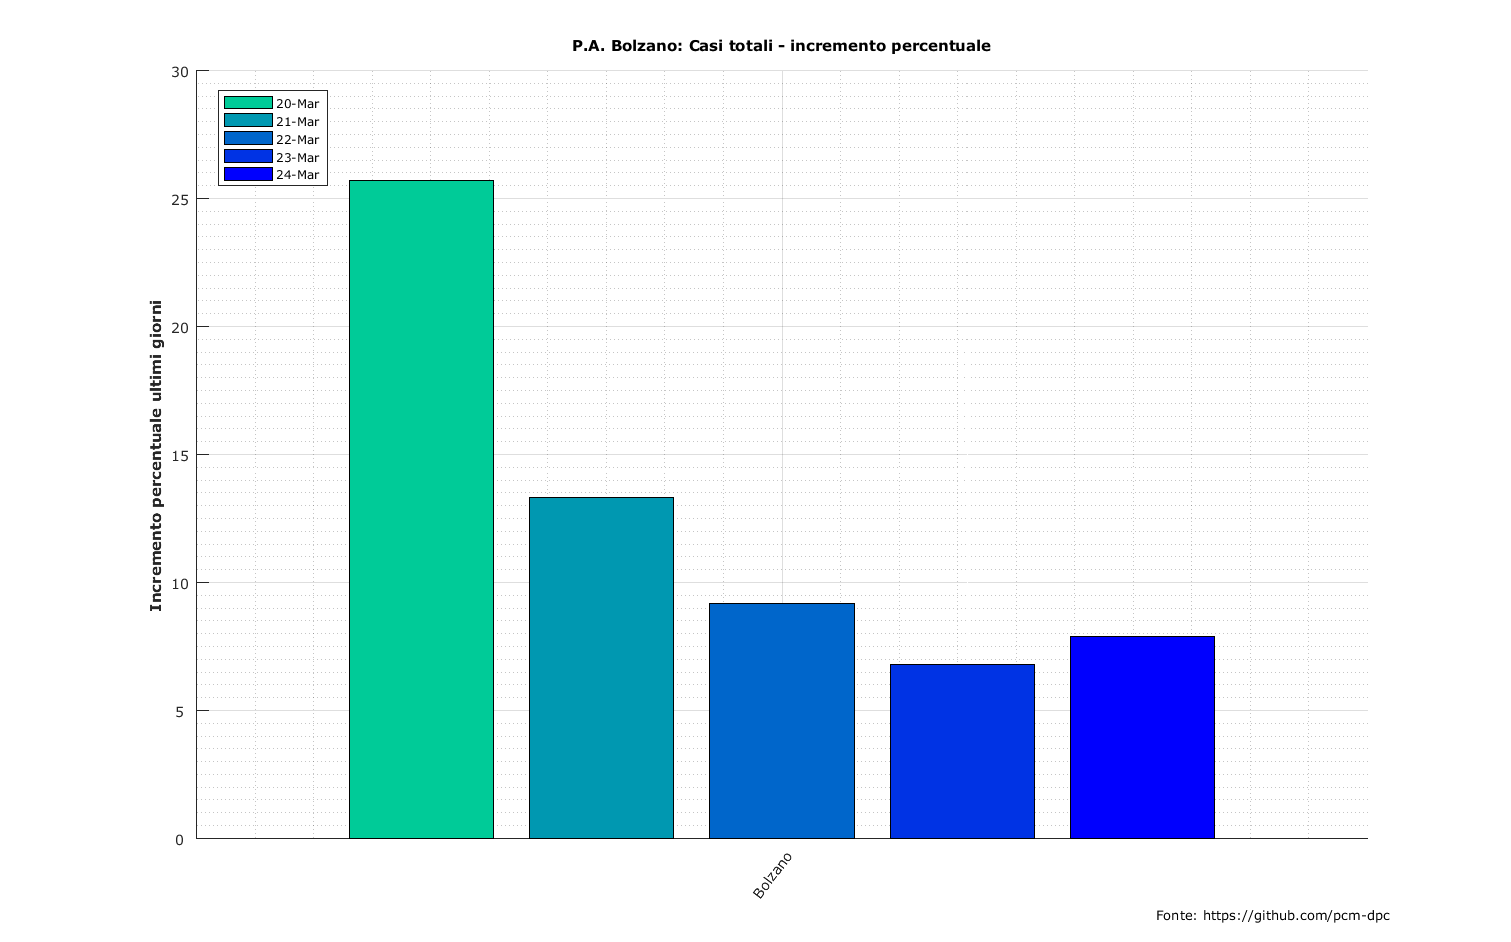 P.A. Bolzano: Casi totali - incremento percentuale
30
25
20
15
10
5
0
Incremento percentuale ultimi giorni
20-Mar
21-Mar
22-Mar
23-Mar
24-Mar
Bolzano
Fonte: https://github.com/pcm-dpc